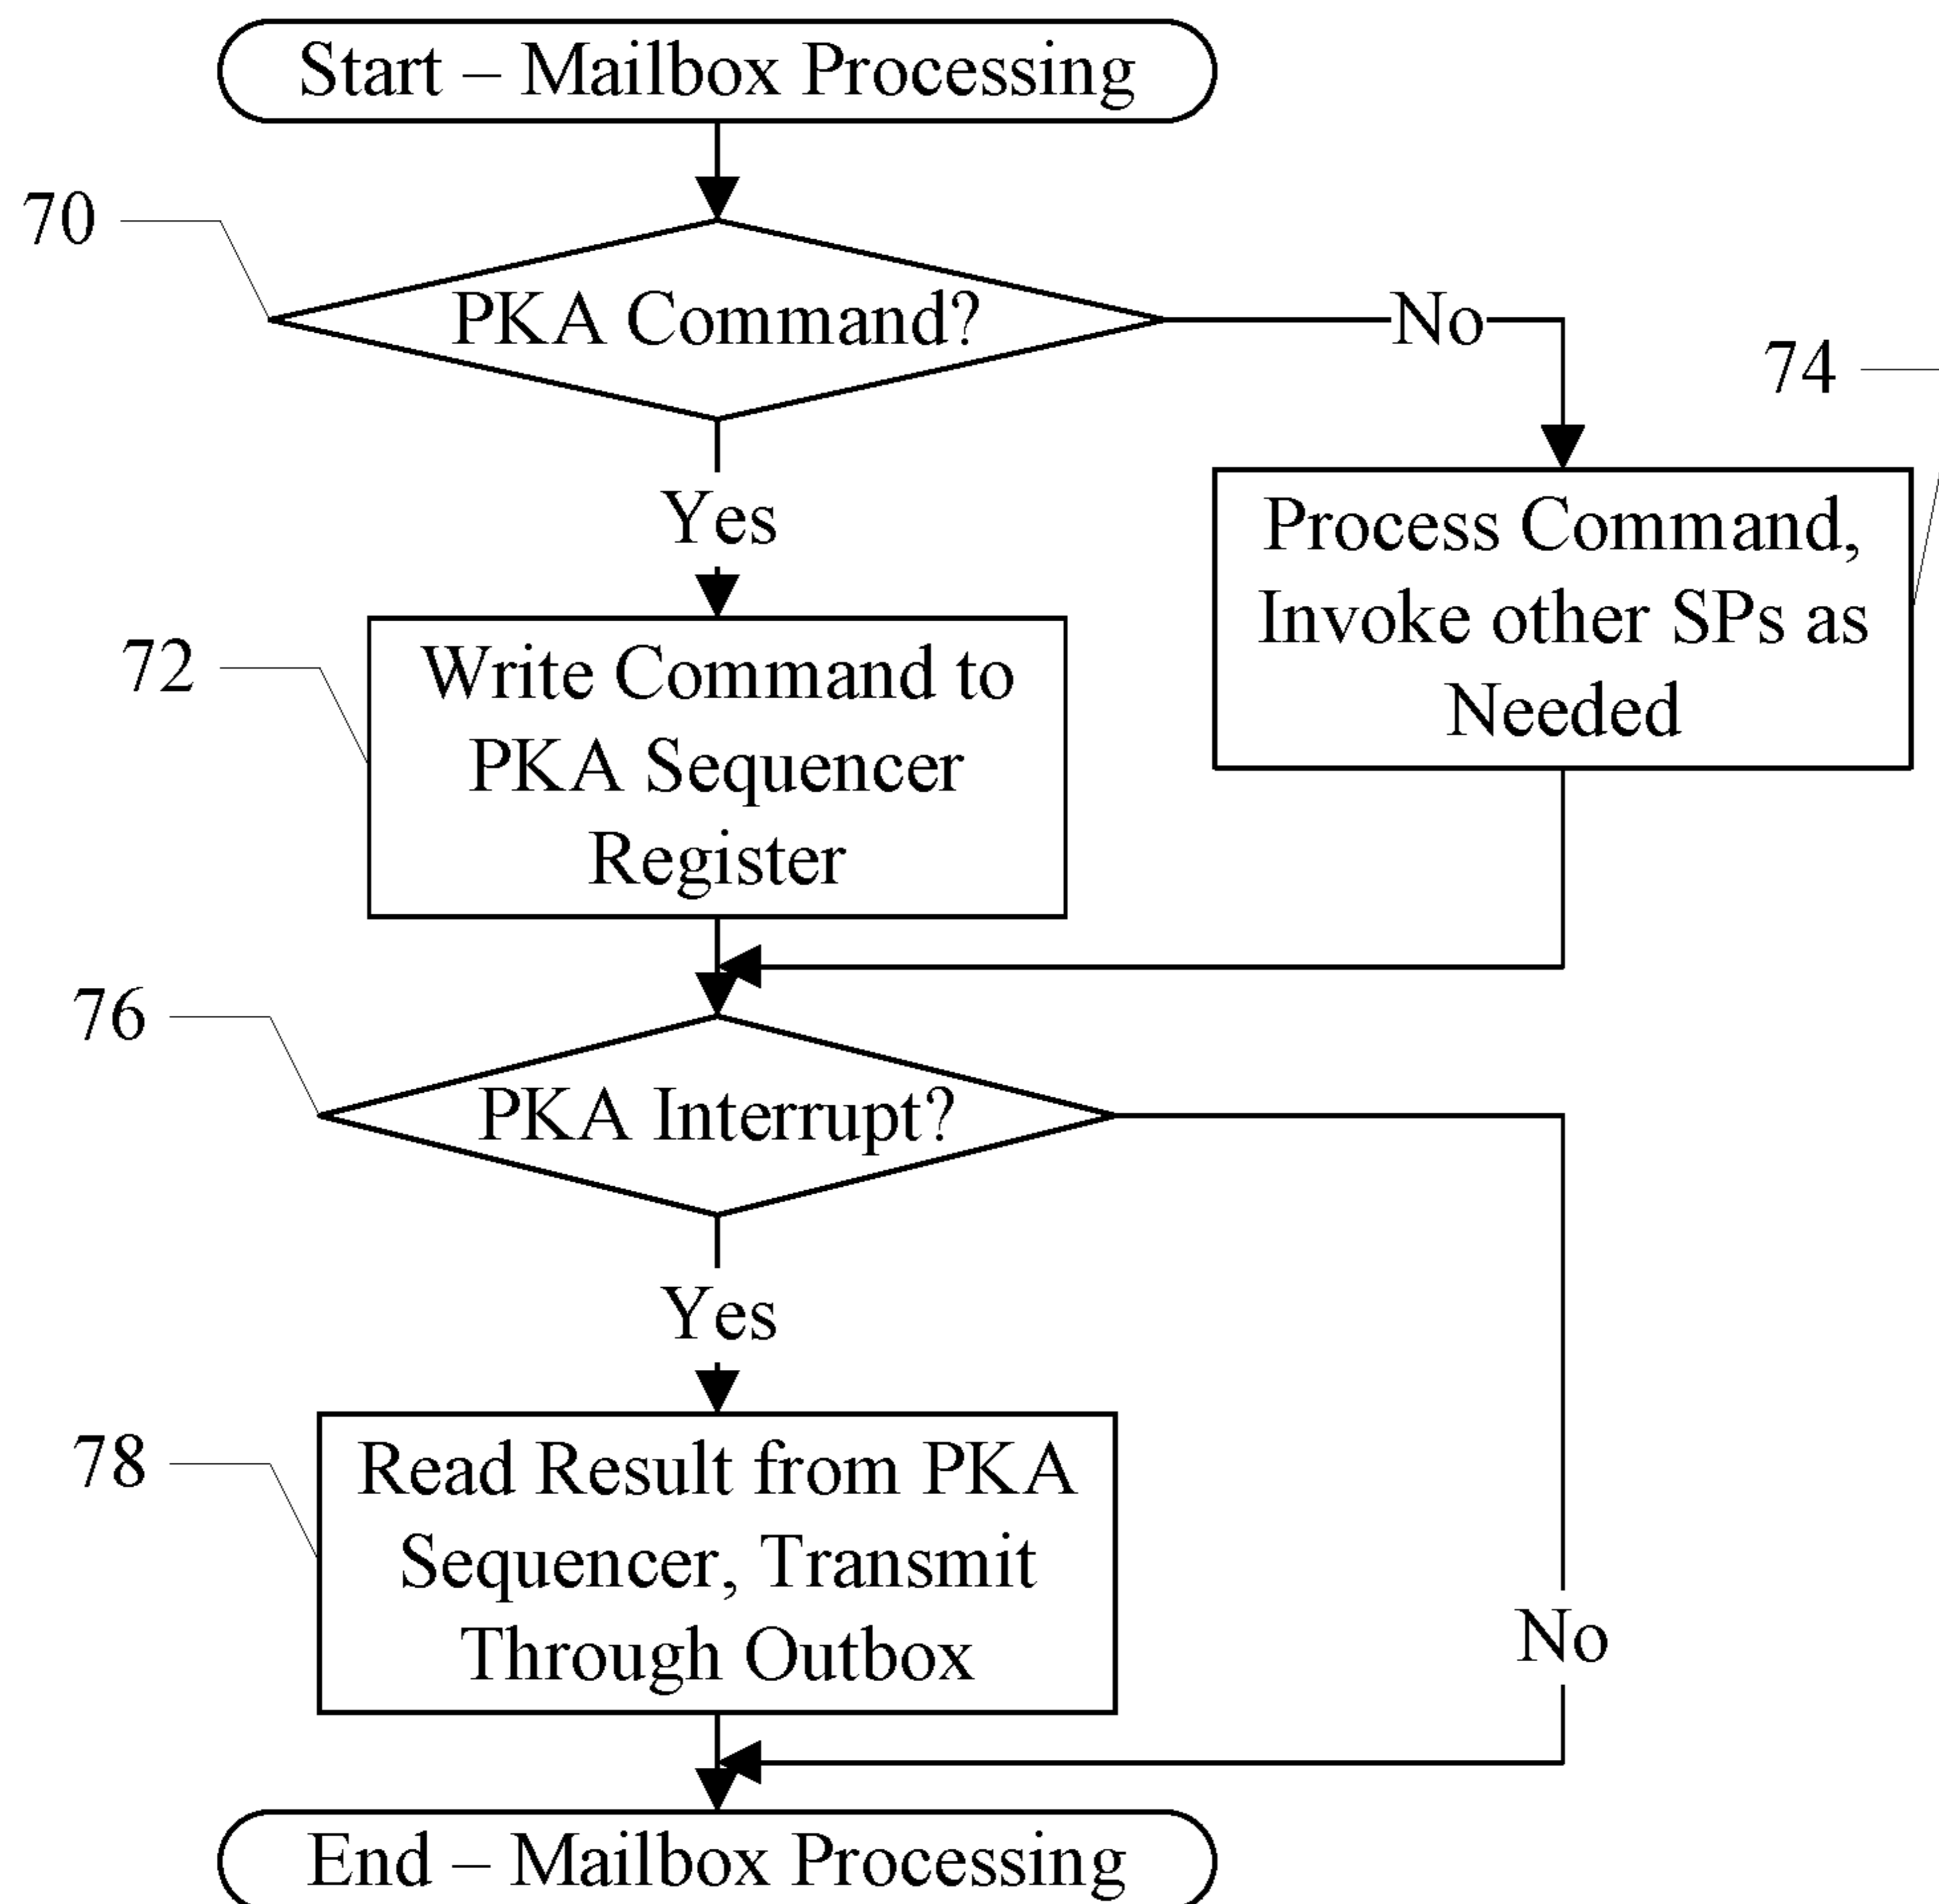 Start – Mailbox Processing
70
PKA Command?
No
74
Yes
Process Command,
Invoke other SPs as
Needed
72
Write Command to
PKA Sequencer
Register
76
PKA Interrupt?
Yes
78
Read Result from PKA
Sequencer, Transmit
Through Outbox
No
End – Mailbox Processing